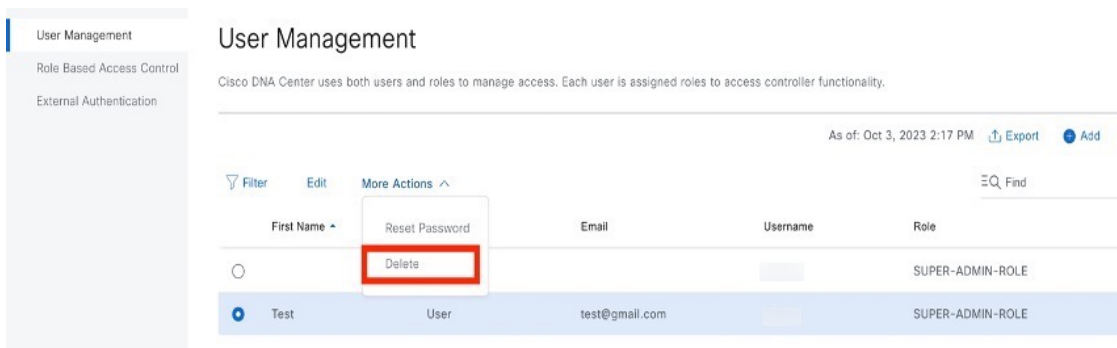 User Management
Role Based Access Control
External Authentication
User Management
Cisco DNA Center uses both users and roles to manage access. Each user is assigned roles to access controller functionality.
As of: Oct 3, 2023 2:17 PM Export Add
Filter Edit More Actions Find
Reset Password
Delete
First Name Email Username Role
SUPER-ADMIN-ROLE
Test User test@gmail.com SUPER-ADMIN-ROLE